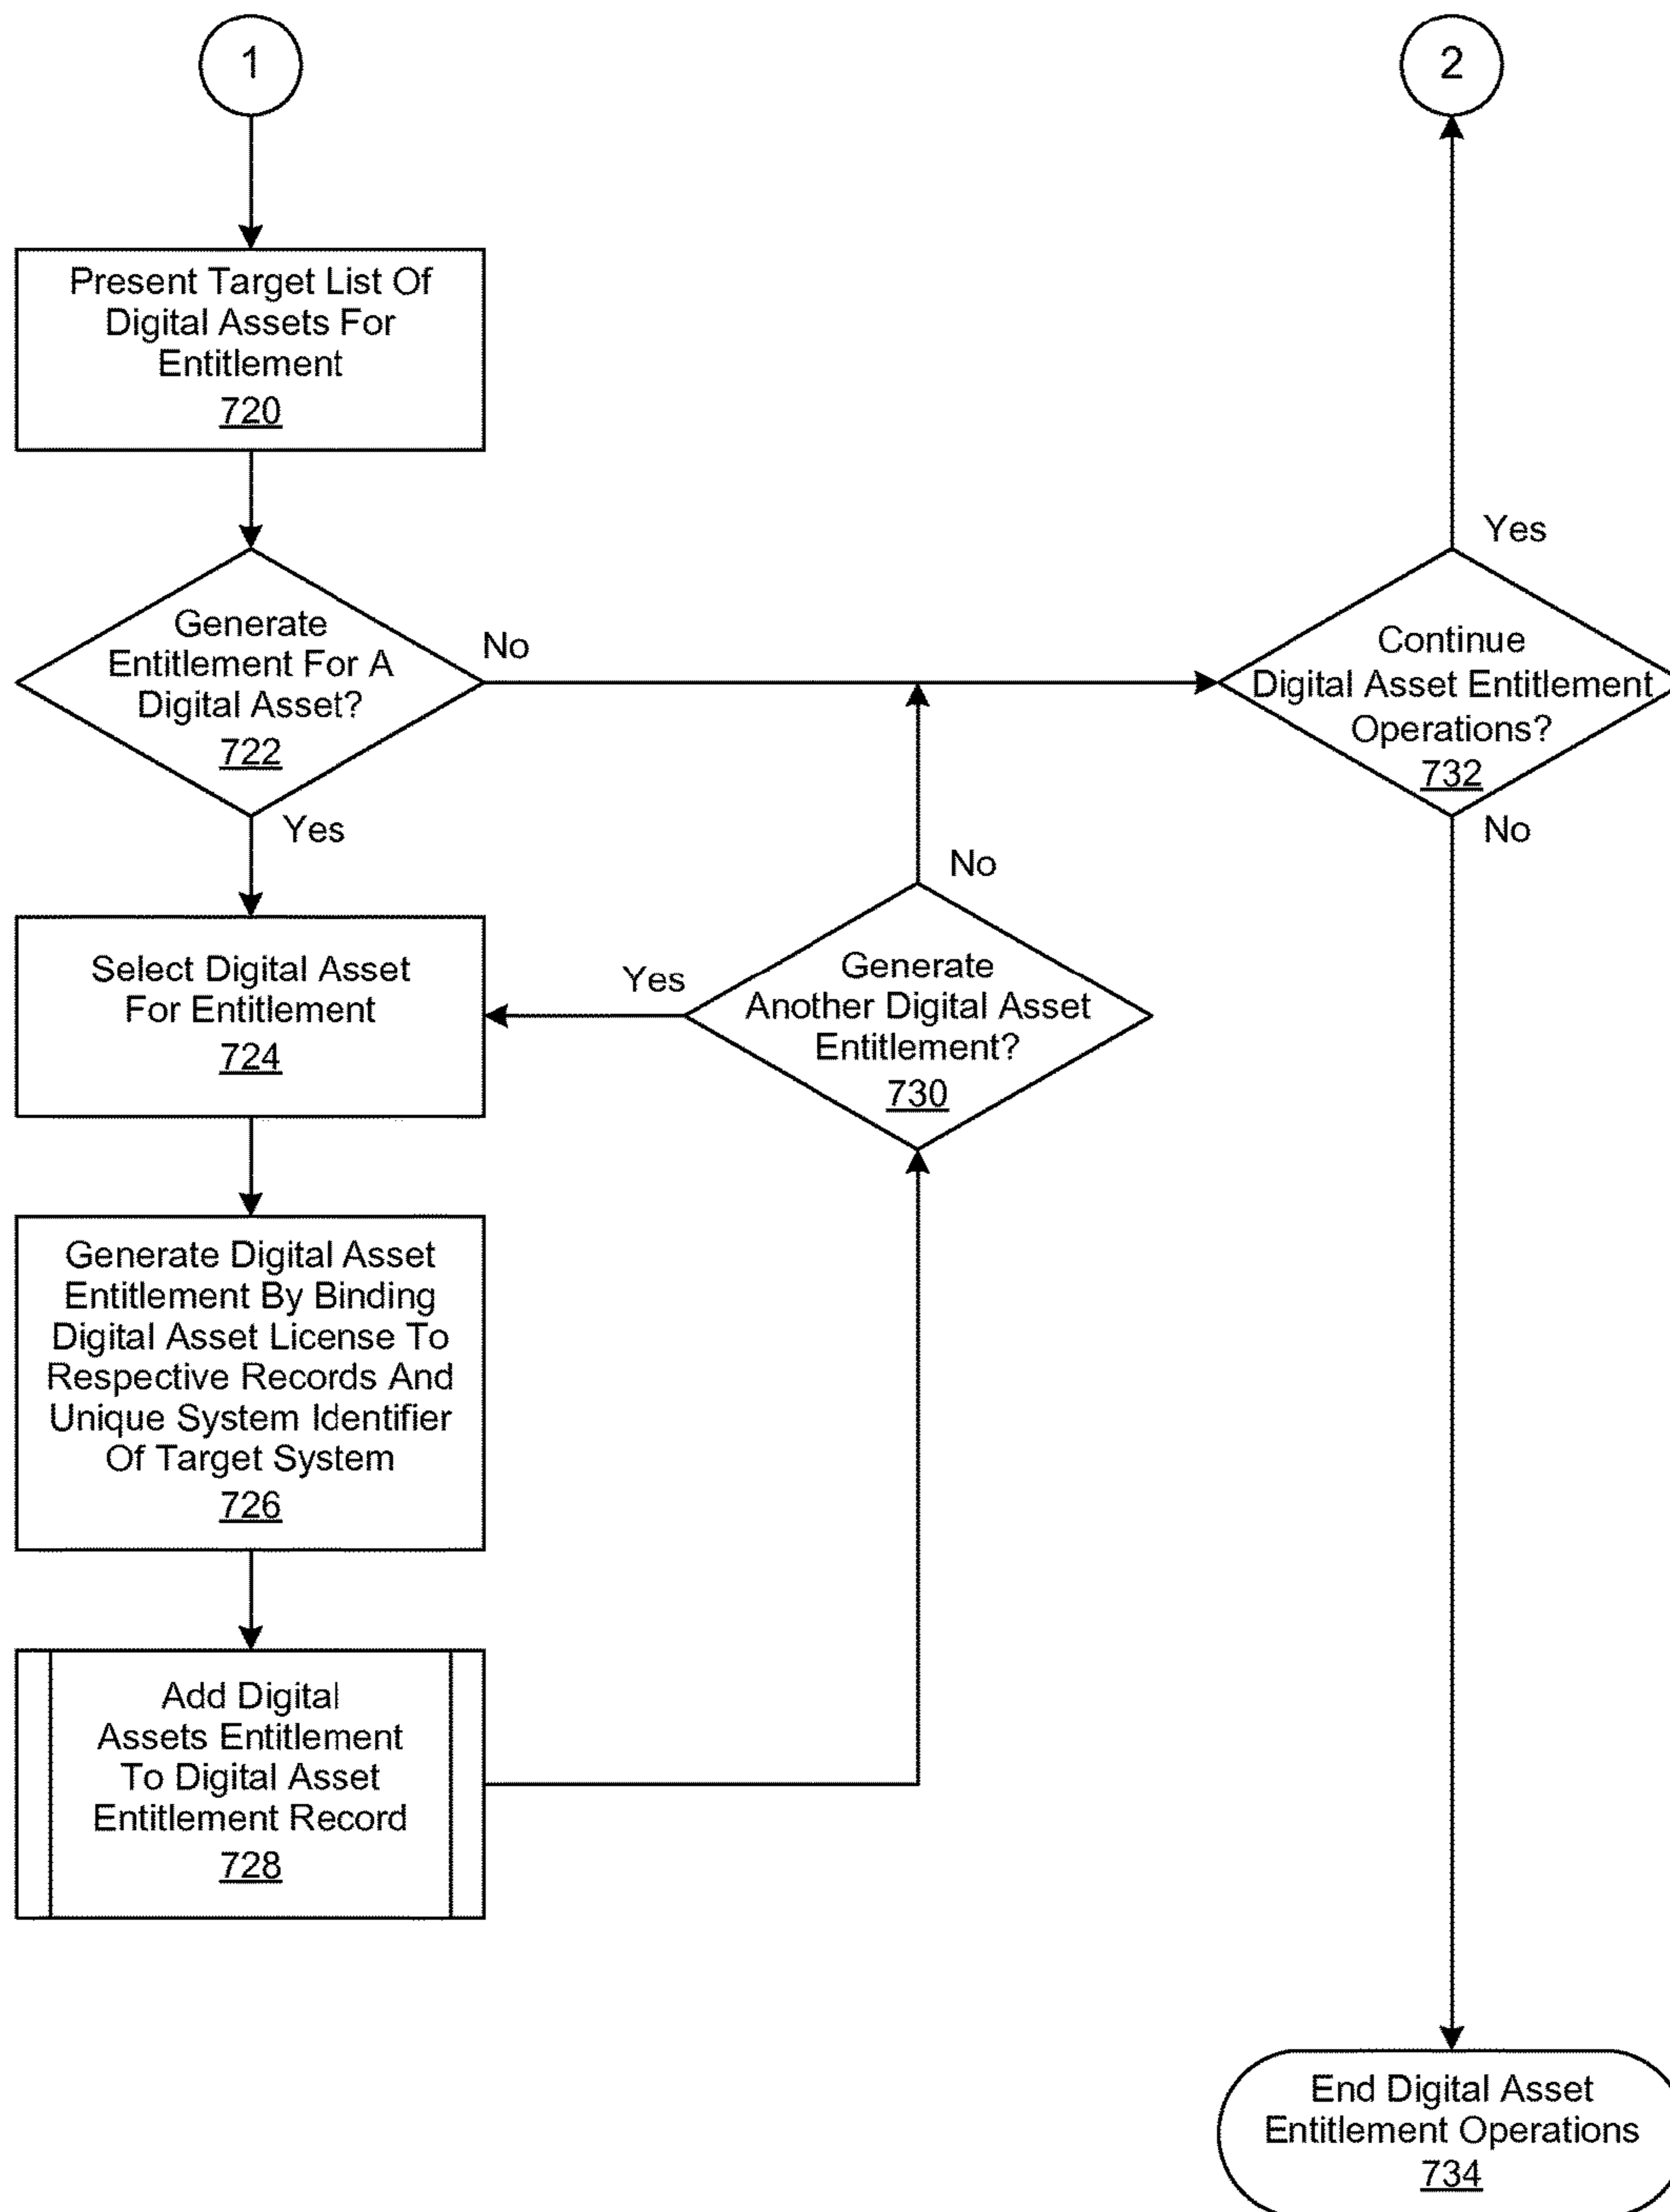 1
2
Present Target List Of
Digital Assets For
Entitlement
720
Generate
Entitlement For A
Digital Asset?
722
No
Yes
Yes
Continue
Digital Asset Entitlement
Operations?
732
No
Select Digital Asset
For Entitlement
724
Yes
No
Generate
Another Digital Asset
Entitlement?
730
Generate Digital Asset
Entitlement By Binding
Digital Asset License To
Respective Records And
Unique System Identifier
Of Target System
726
Add Digital
Assets Entitlement
To Digital Asset
Entitlement Record
728
End Digital Asset
Entitlement Operations
734